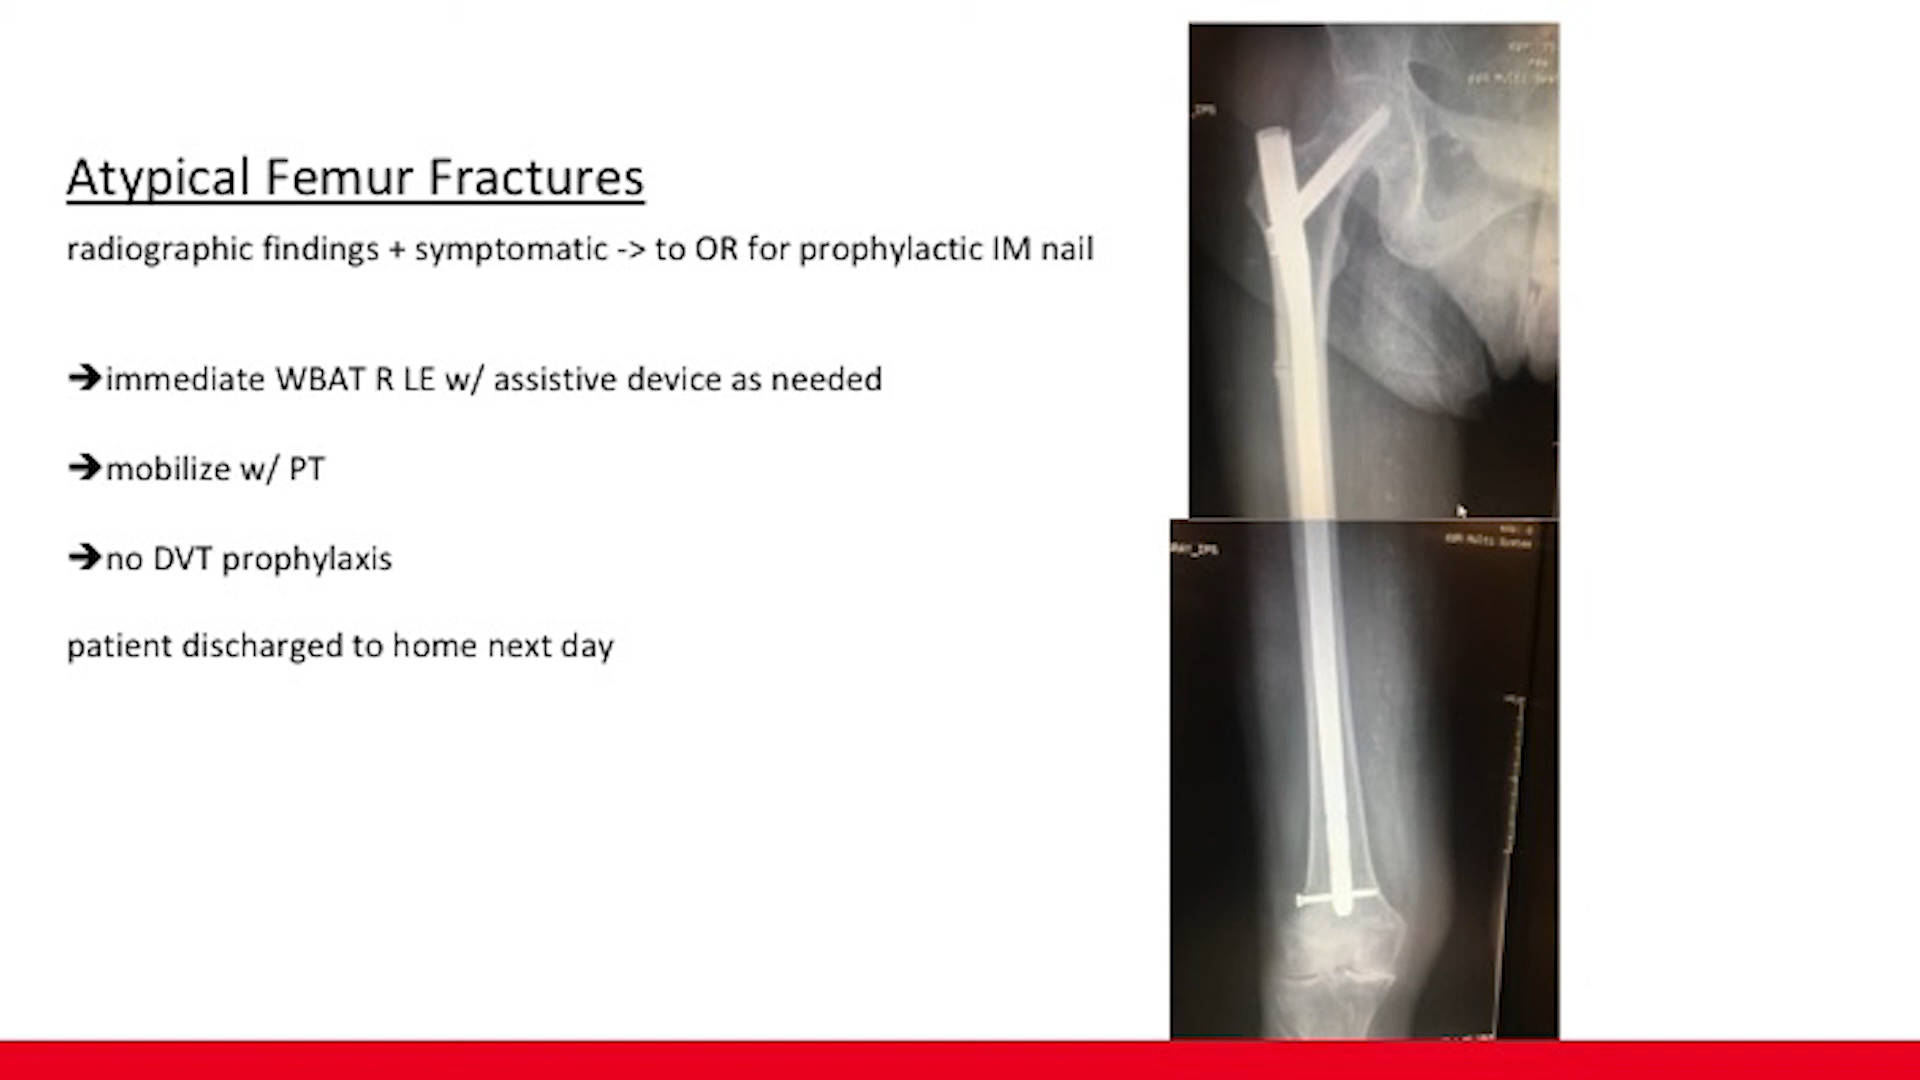 Atypical Femur Fractures
radiographic findings + symptomatic -> to OR for prophylactic IM nail
➔immediate WBAT R LE w/ assistive device as needed
➔mobilize w/ PT
➔no DVT prophylaxis
patient discharged to home next day